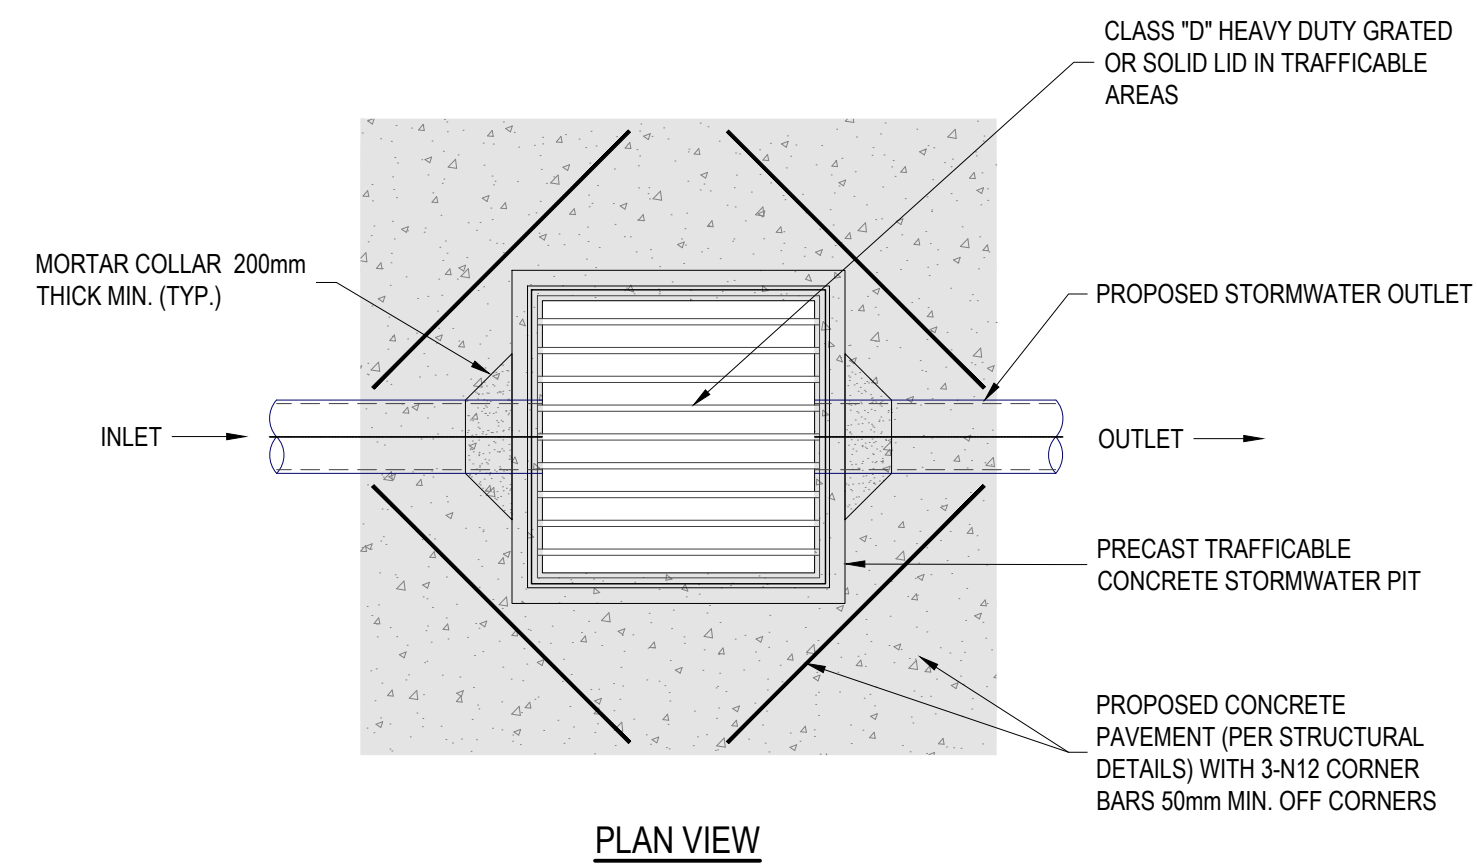 CLASS "D" HEAVY DUTY GRATED
OR SOLID LID IN TRAFFICABLE
AREAS
MORTAR COLLAR 200mm
THICK MIN. (TYP.)
PROPOSED STORMWATER OUTLET
INLET
OUTLET
PRECAST TRAFFICABLE
CONCRETE STORMWATER PIT
PROPOSED CONCRETE
PAVEMENT (PER STRUCTURAL
DETAILS) WITH 3-N12 CORNER
BARS 50mm MIN. OFF CORNERS
PLAN VIEW